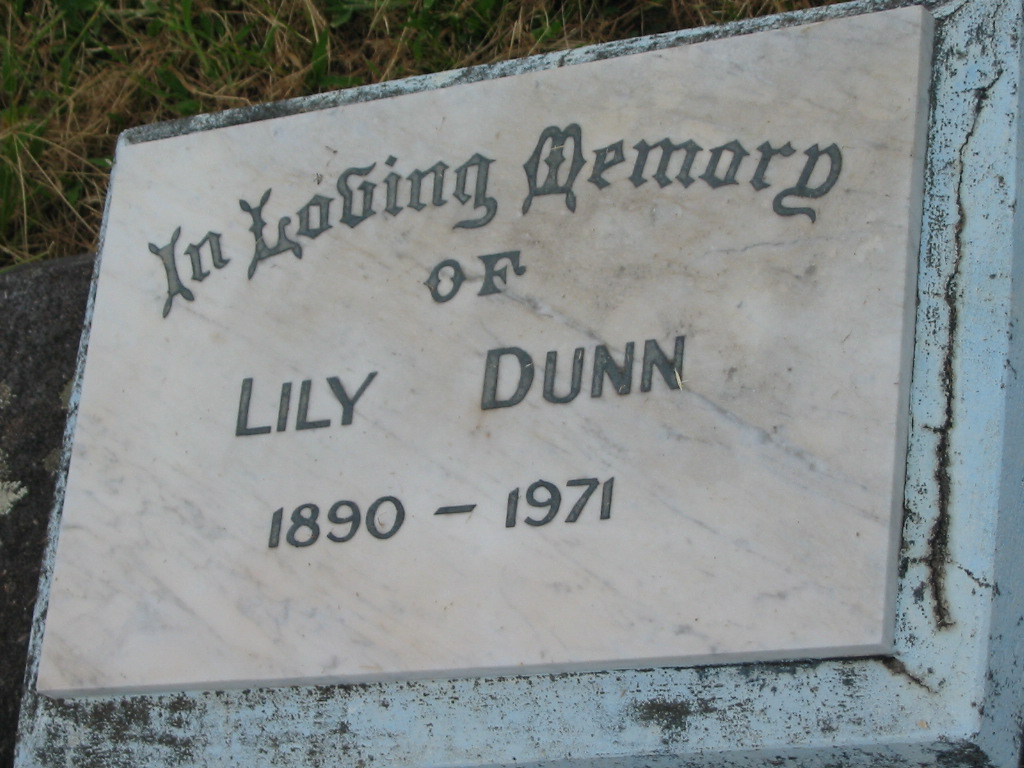 In Loving Memory
OF
LILY DUNN
1890 - 1971